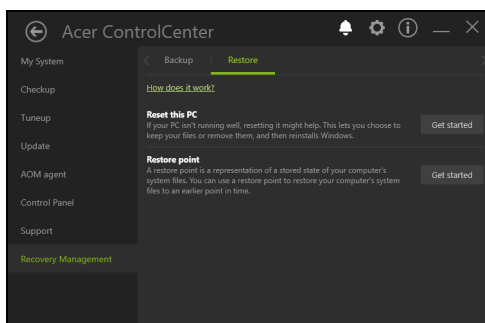 Acer ControlCenter
My System
Checkup
Tuneup
Update
AOM agent
Control Panel
Support
Recovery Management
Backup
Restore
How does it work?
Reset this PC
If your PC isn't running well, resetting it might help. This lets you choose to
keep your files or remove them, and then reinstalls Windows.
Get started
Restore point
A restore point is a representation of a stored state of your computer's
system files. You can use a restore point to restore your computer's system
files to an earlier point in time.
Get started